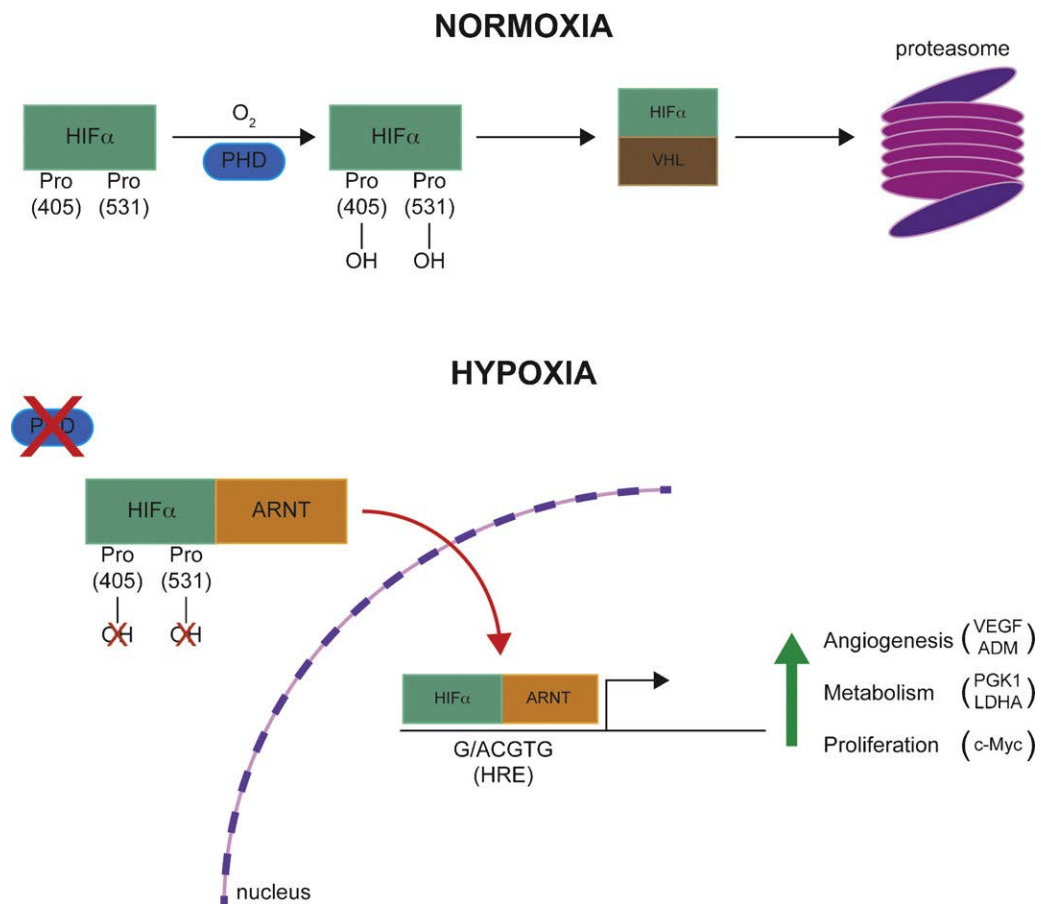 NORMOXIA
proteasome
O2
HIFα
PHD
HIFα
HIFα
VHL
Pro Pro
(405) (531)
Pro Pro
(405) (531)
OH OH
HYPOXIA
PHD
HIFα ARNT
Pro Pro
(405) (531)
OH OH
Angiogenesis (VEGF
ADM)
Metabolism (PGK1
LDHA)
Proliferation (c-Myc)
HIFα ARNT
G/ACGTG
(HRE)
nucleus